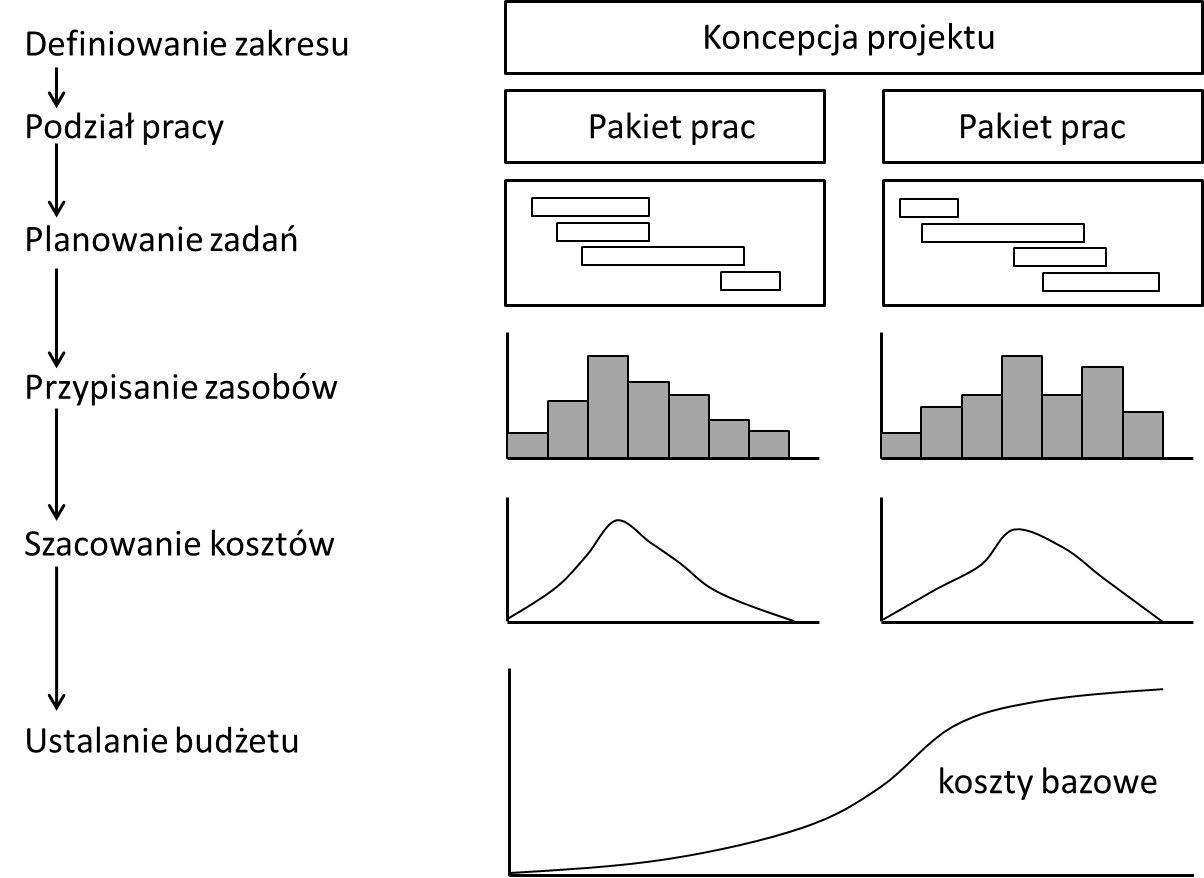 Definiowanie zakresu
Koncepcja projektu
Podział pracy
Pakiet prac
Pakiet prac
Planowanie zadań
Przypisanie zasobów
Szacowanie kosztów
Ustalanie budżetu
koszty bazowe